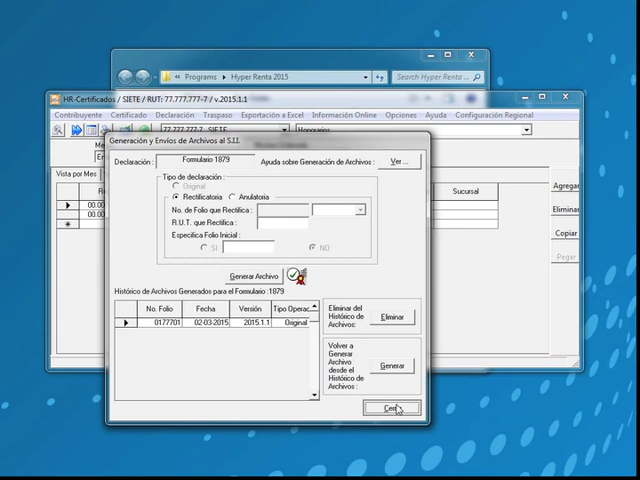 « Programs ▸ Hyper Renta 2015
Search Hyper Renta ...
HR-Certificados / SIETE / RUT: 77.777.777-7 / v.2015.1.1
Contribuyente Certificado Declaración Traspaso Exportación a Excel Información Online Opciones Ayuda Configuración Regional
77.777.777-7 SIETE
Honorarios
Generación y Envíos de Archivos al S.I.I.
Declaración :
Formulario 1879
Ayuda sobre Generación de Archivos :
Ver ...
Tipo de declaración :
Original
Rectificatoria
Anulatoria
No. de Folio que Rectifica :
R.U.T. que Rectifica :
Especifica Folio Inicial :
SI
NO
Generar Archivo
Histórico de Archivos Generados para el Formulario :1879
No. Folio Fecha Versión Tipo Operac
0177701 02-03-2015 2015.1.1 Original
Eliminar del
Histórico de
Archivos:
Eliminar
Volver a
Generar
Archivo
desde el
Histórico de
Archivos :
Generar
Vista por Mes
00.00
00.00
Sucursal
Agregar
Eliminar
Copiar
Pegar